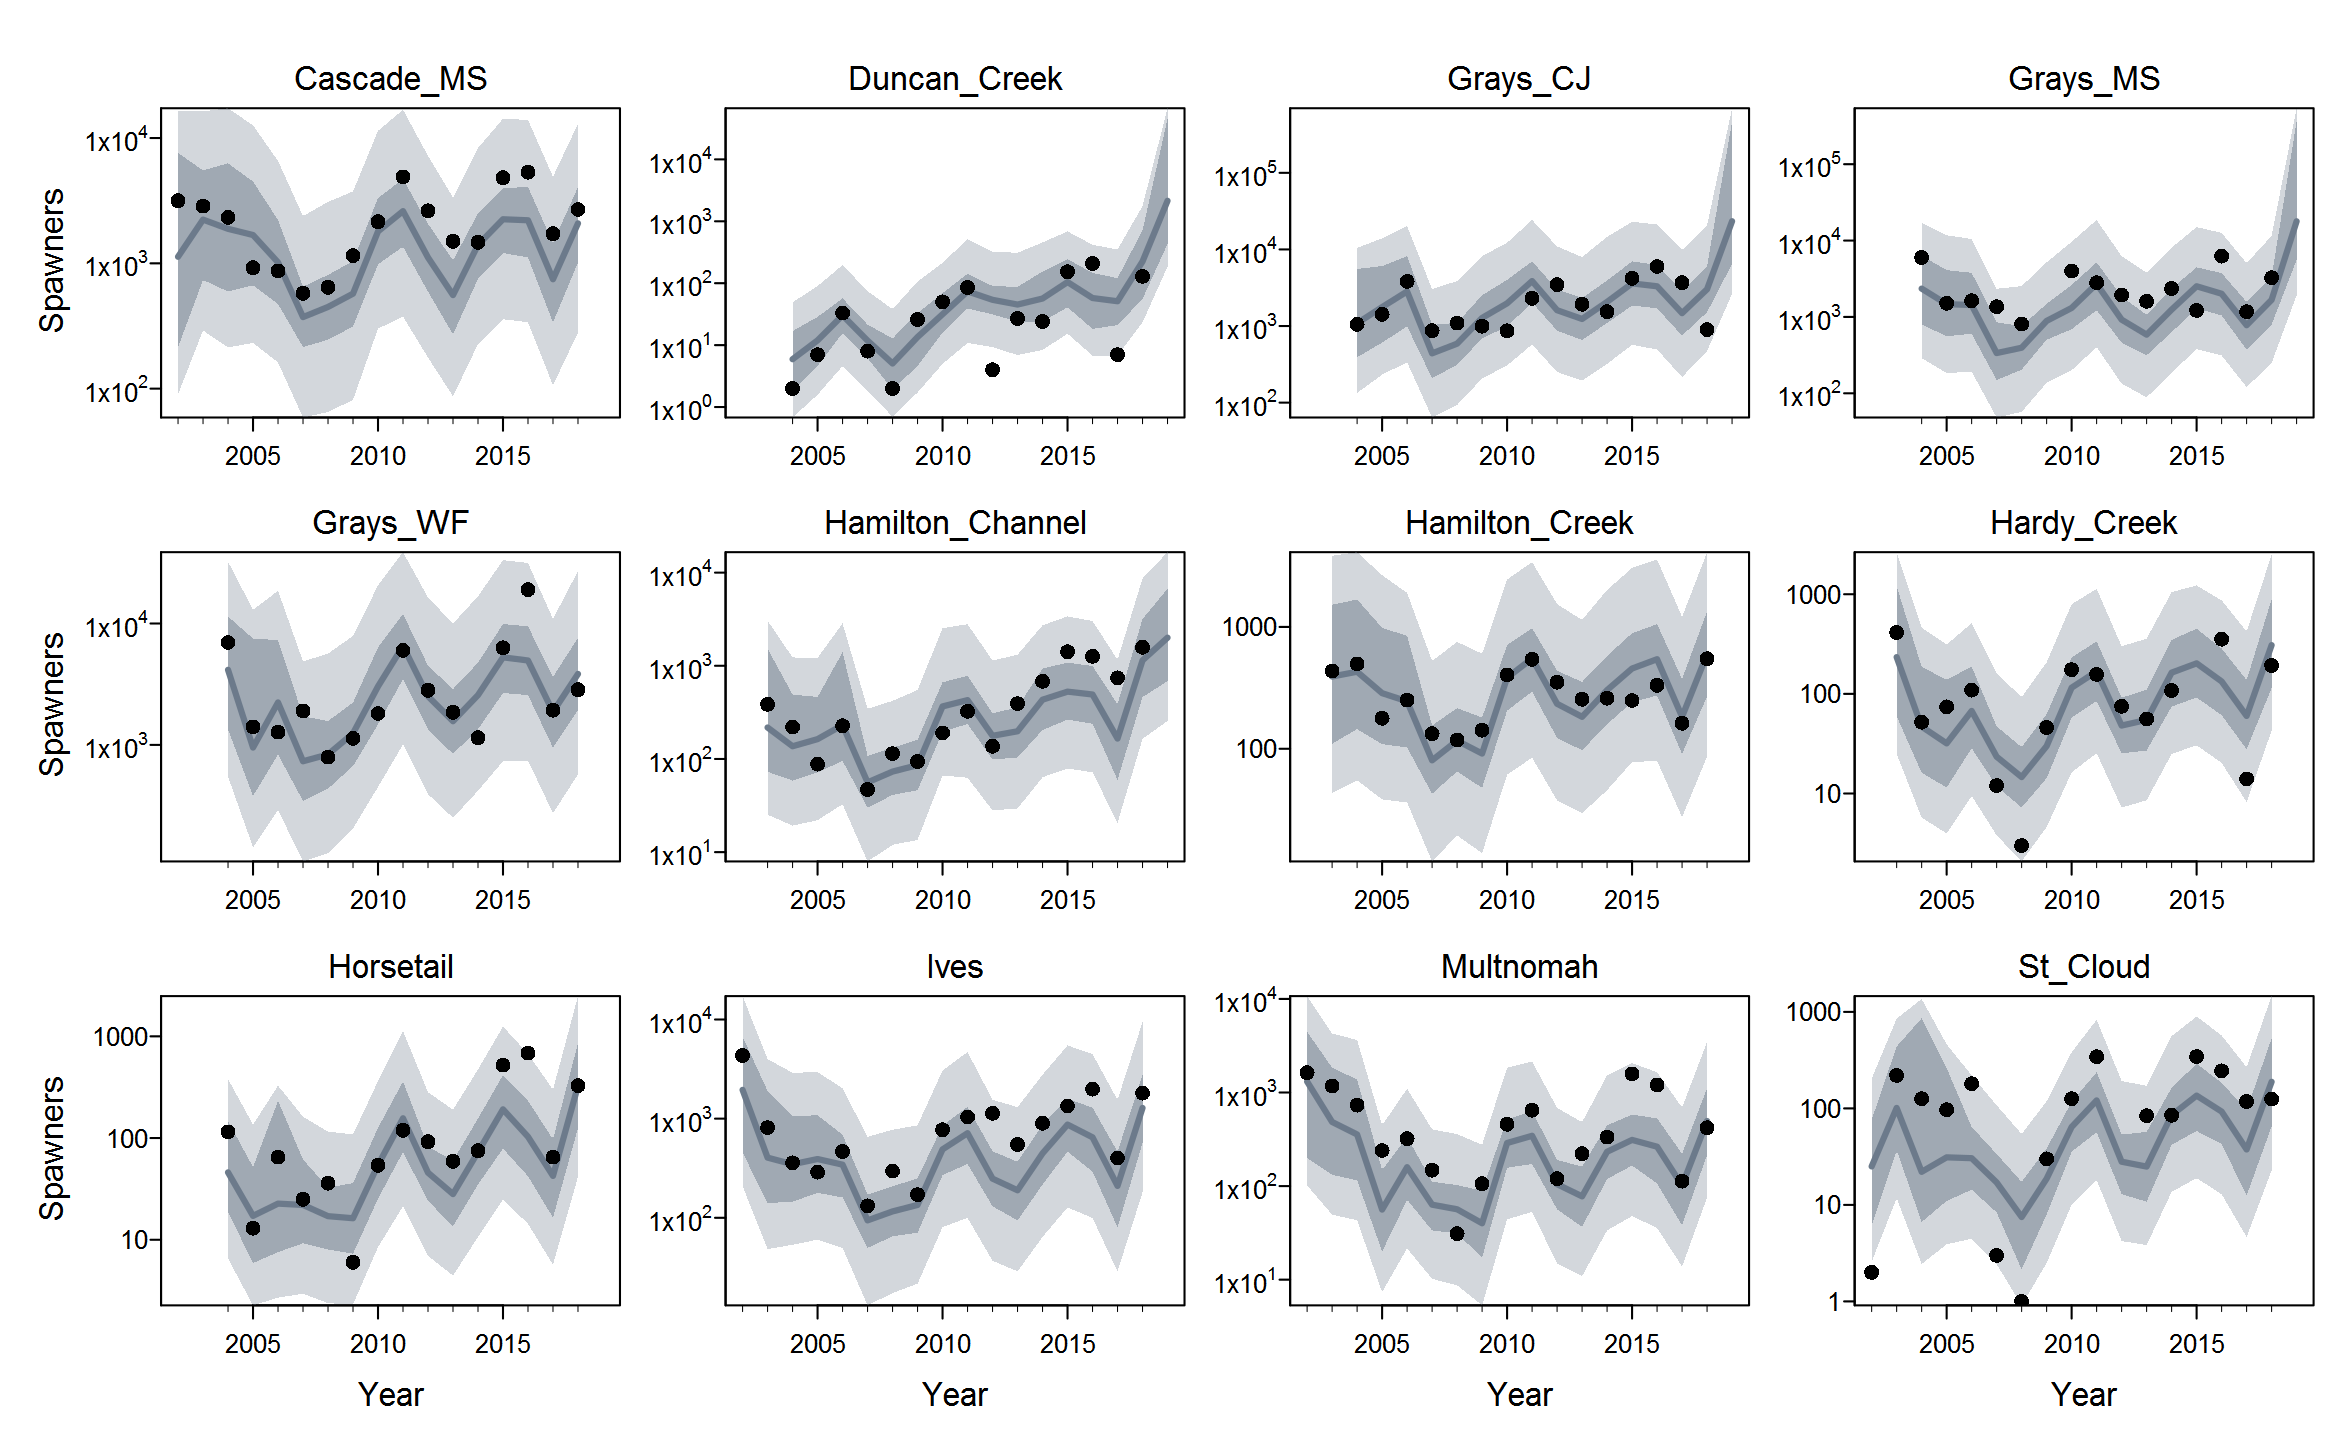 Cascade_MS Duncan_Creek Grays_CJ Grays_MS
Spawners
1x10^4
1x10^3
1x10^2
1x10^4
1x10^3
1x10^2
1x10^1
1x10^0
1x10^5
1x10^4
1x10^3
1x10^2
1x10^5
1x10^4
1x10^3
1x10^2
2005 2010 2015 2005 2010 2015 2005 2010 2015 2005 2010 2015
Grays_WF Hamilton_Channel Hamilton_Creek Hardy_Creek
Spawners
1x10^4
1x10^3
1x10^4
1x10^3
1x10^2
1x10^1
1000
100
1000
100
10
2005 2010 2015 2005 2010 2015 2005 2010 2015 2005 2010 2015
Horsetail Ives Multnomah St_Cloud
Spawners
1000
100
10
1x10^4
1x10^3
1x10^2
1x10^4
1x10^3
1x10^2
1x10^1
1000
100
10
1
2005 2010 2015 2005 2010 2015 2005 2010 2015 2005 2010 2015
Year Year Year Year